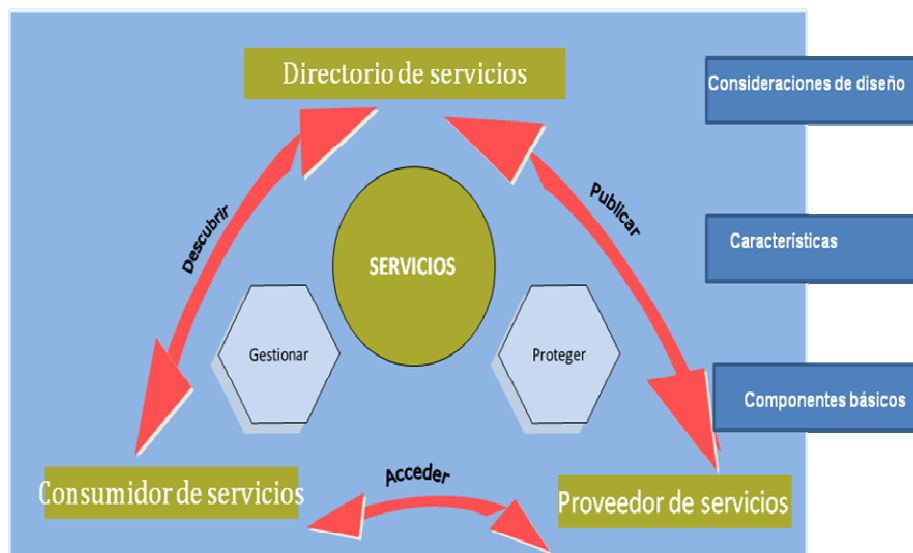 Directorio de servicios
Consideraciones de diseño
Descubrir
Publicar
SERVICIOS
Características
Gestionar
Proteger
Componentes básicos
Acceder
Consumidor de servicios
Proveedor de servicios